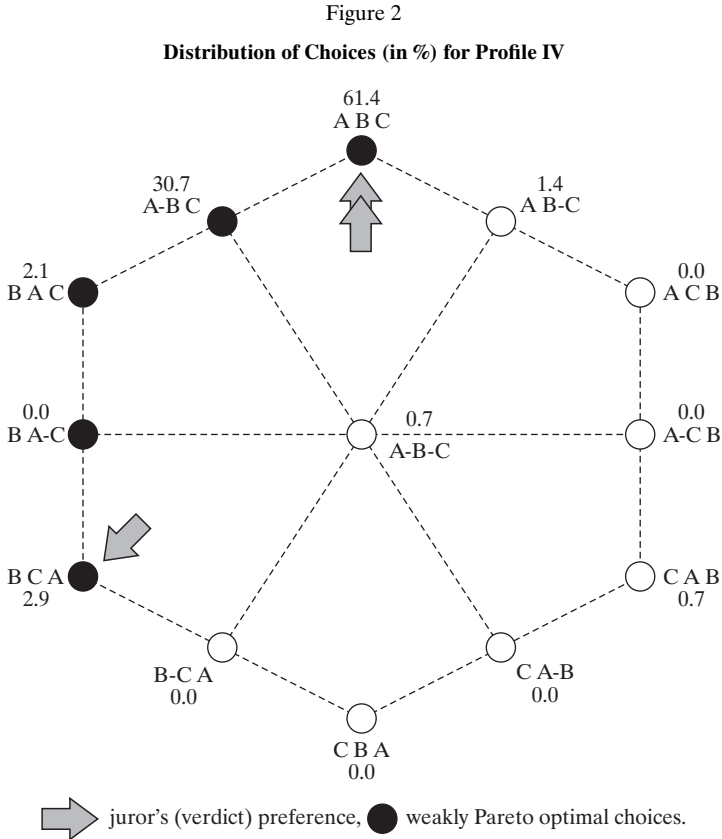 Figure 2
Distribution of Choices (in %) for Profile IV
61.4
A B C
30.7
A-B C
1.4
A B-C
2.1
B A C
0.0
A C B
0.0
B A-C
0.7
A-B-C
0.0
A-C B
B C A
2.9
C A B
0.7
B-C A
0.0
C A-B
0.0
C B A
0.0
juror's (verdict) preference, weakly Pareto optimal choices.